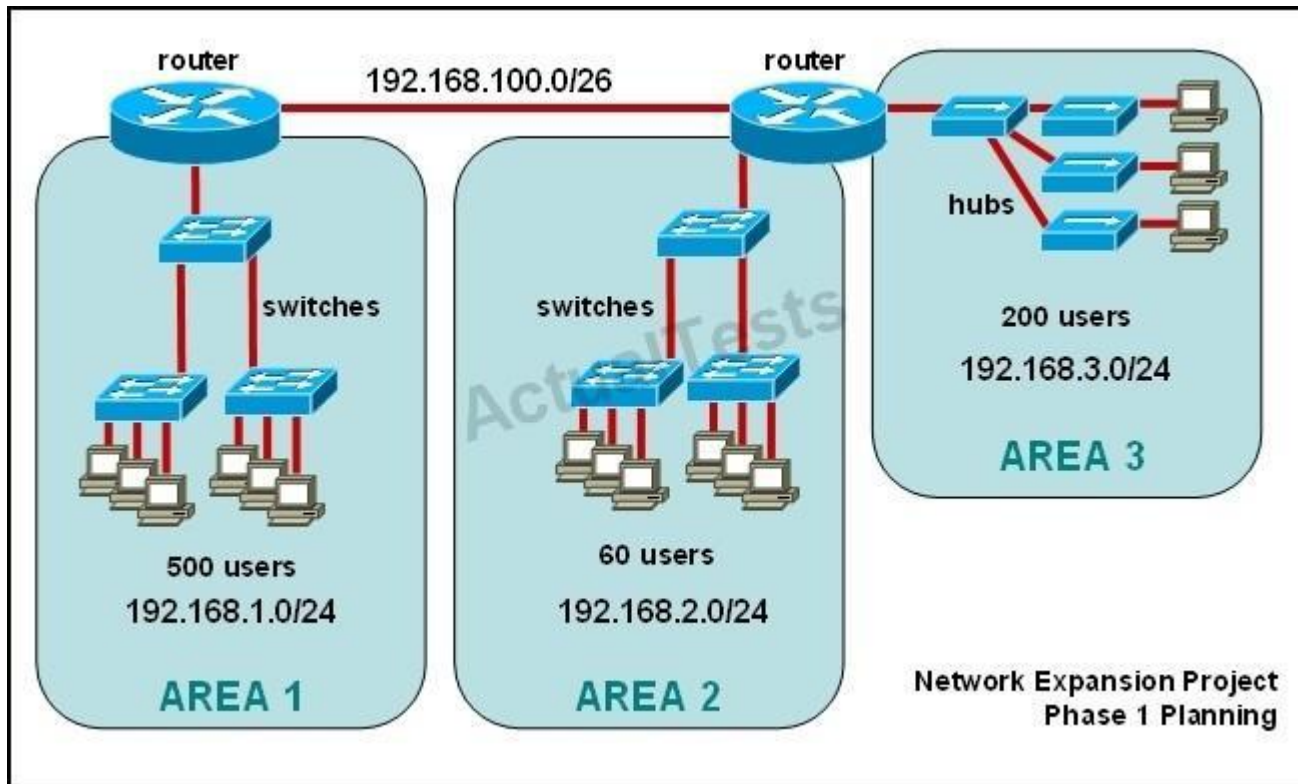 router
192.168.100.0/26
router
hubs
switches
switches
200 users
192.168.3.0/24
AREA 3
ActualTests
500 users
192.168.1.0/24
60 users
192.168.2.0/24
AREA 1
AREA 2
Network Expansion Project
Phase 1 Planning